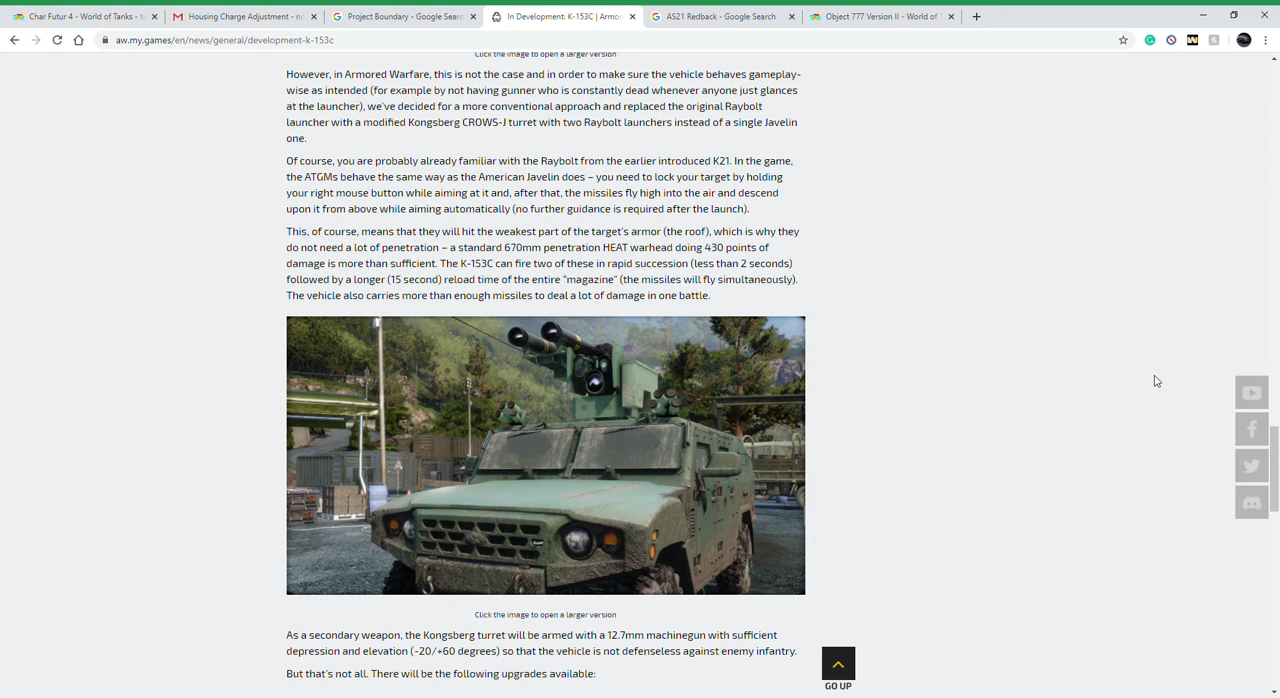 Char Futur 4 - World of Tanks - ta
Housing Charge Adjustment - no
Project Boundary - Google Searc
In Development: K-153C | Armor
AS21 Redback - Google Search
Object 777 Version II - World of T
aw.my.games/en/news/general/development-k-153c
Click the image to open a larger version
However, in Armored Warfare, this is not the case and in order to make sure the vehicle behaves gameplay-
wise as intended (for example by not having gunner who is constantly dead whenever anyone just glances
at the launcher), we've decided for a more conventional approach and replaced the original Raybolt
launcher with a modified Kongsberg CROWS-J turret with two Raybolt launchers instead of a single Javelin
one.
Of course, you are probably already familiar with the Raybolt from the earlier introduced K21. In the game,
the ATGMs behave the same way as the American Javelin does – you need to lock your target by holding
your right mouse button while aiming at it and, after that, the missiles fly high into the air and descend
upon it from above while aiming automatically (no further guidance is required after the launch).
This, of course, means that they will hit the weakest part of the target's armor (the roof), which is why they
do not need a lot of penetration – a standard 670mm penetration HEAT warhead doing 430 points of
damage is more than sufficient. The K-153C can fire two of these in rapid succession (less than 2 seconds)
followed by a longer (15 second) reload time of the entire “magazine” (the missiles will fly simultaneously).
The vehicle also carries more than enough missiles to deal a lot of damage in one battle.
Click the image to open a larger version
As a secondary weapon, the Kongsberg turret will be armed with a 12.7mm machinegun with sufficient
depression and elevation (-20/+60 degrees) so that the vehicle is not defenseless against enemy infantry.
But that's not all. There will be the following upgrades available:
GO UP